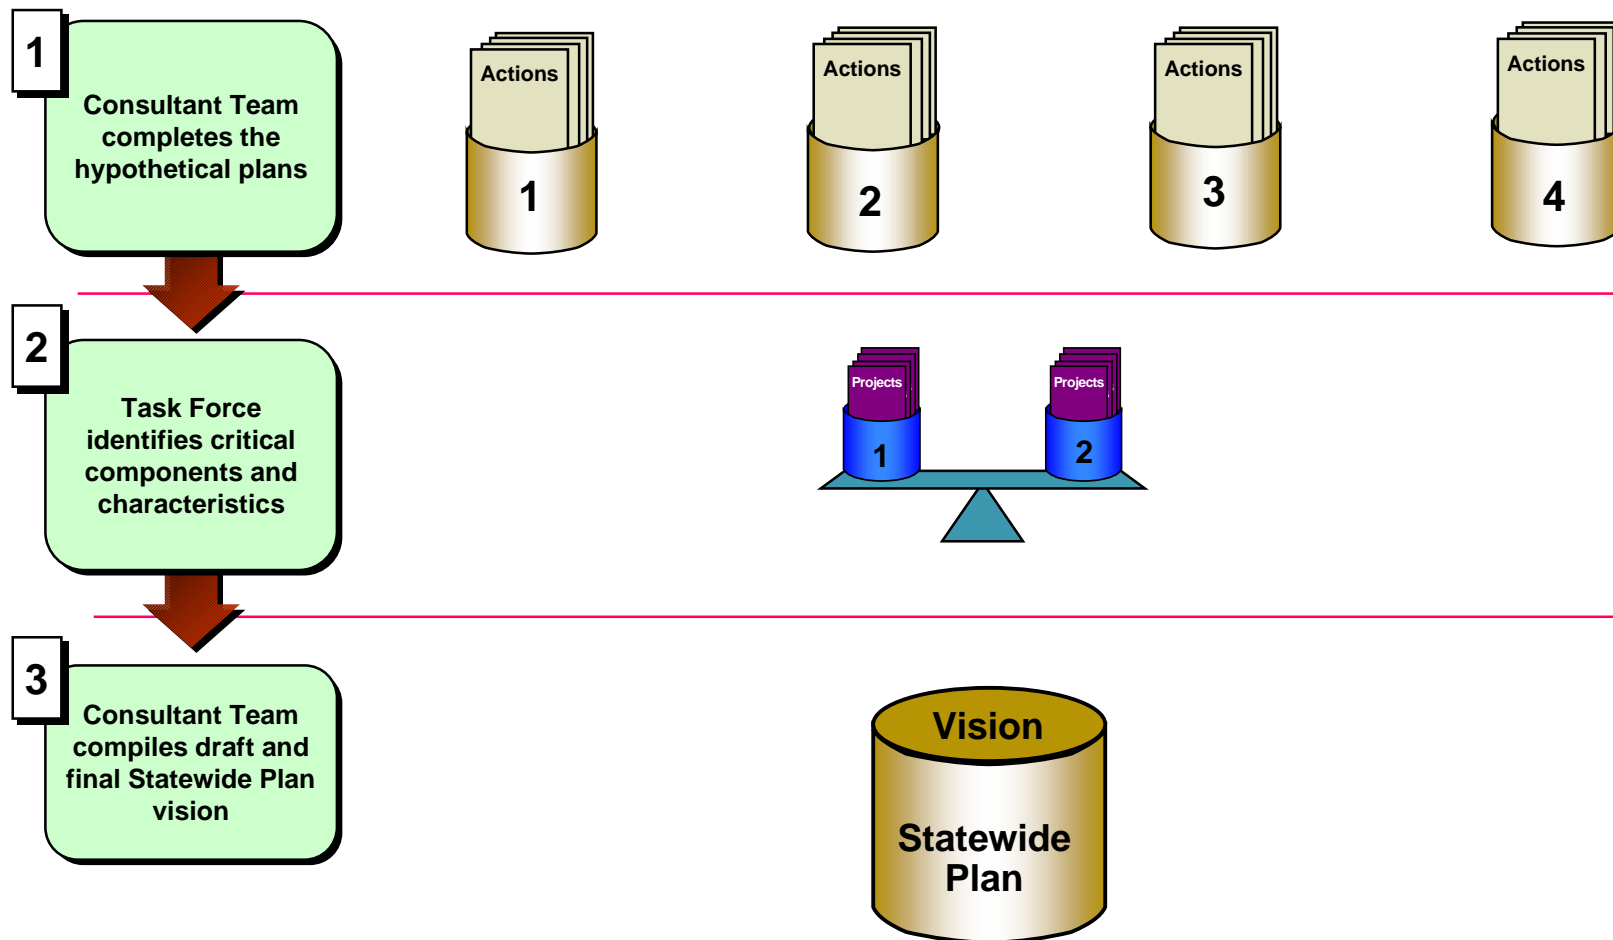 1
Consultant Team
completes the
hypothetical plans
Actions
1
Actions
2
Actions
3
Actions
4
2
Task Force
identifies critical
components and
characteristics
Projects
1
Projects
2
3
Consultant Team
compiles draft and
final Statewide Plan
vision
Vision
Statewide
Plan